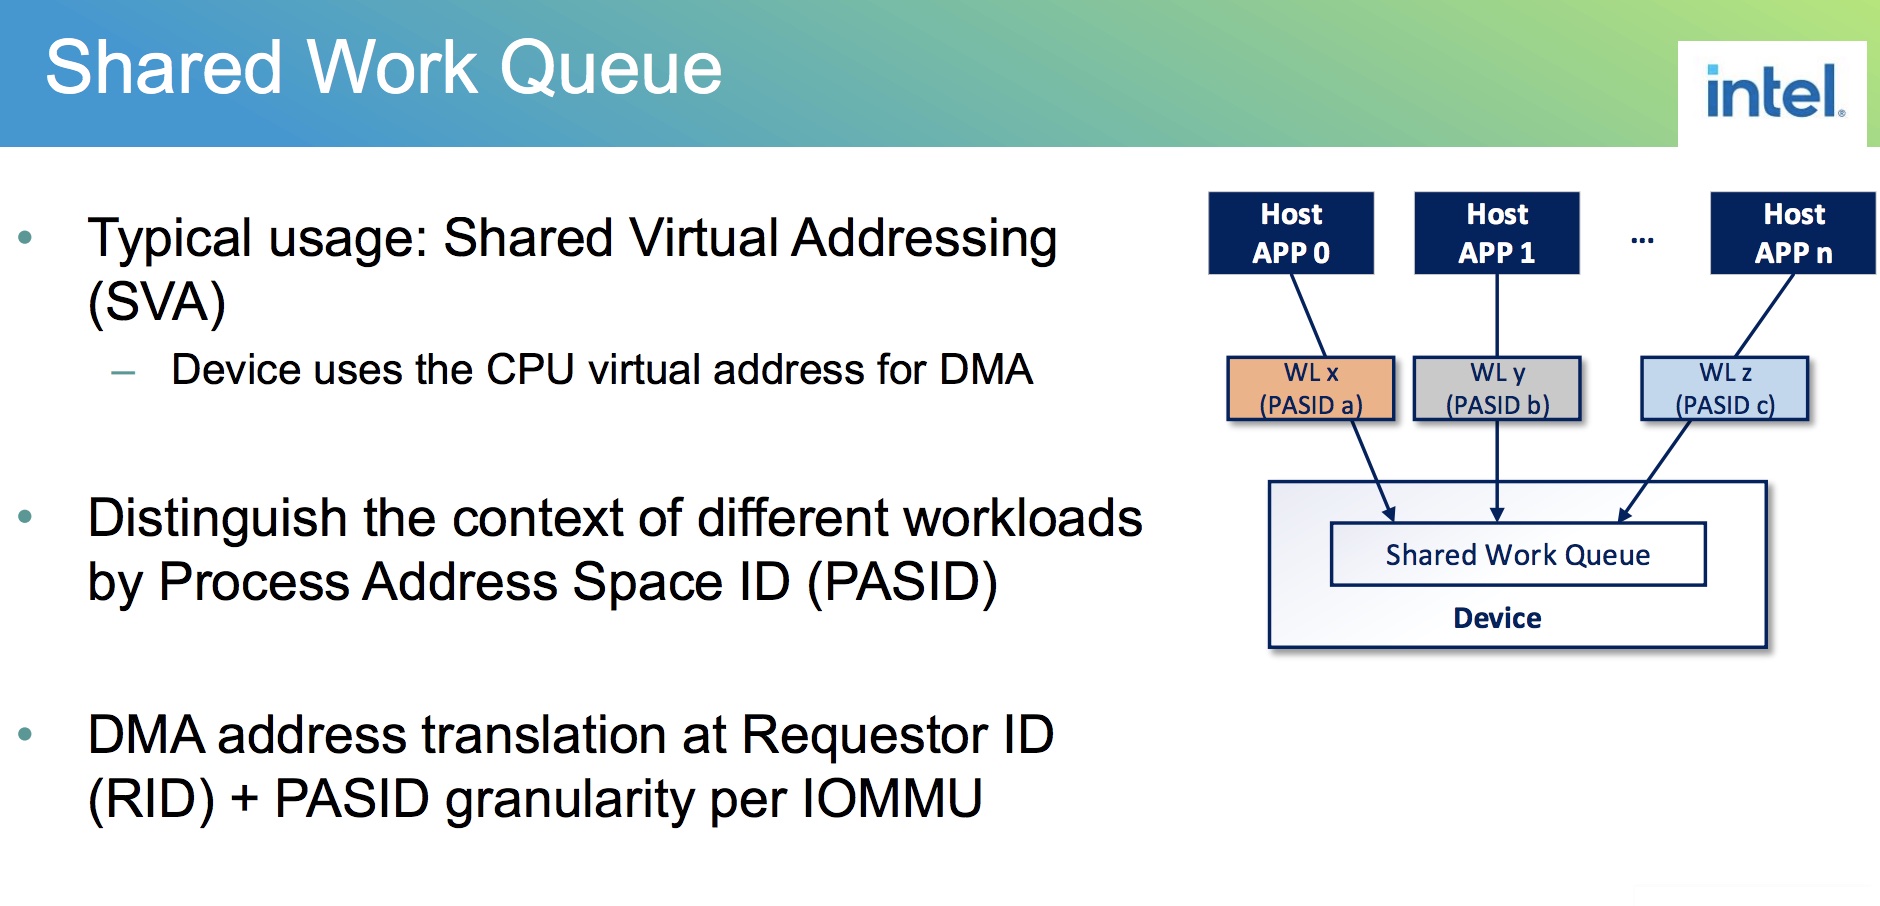 Shared Work Queue
intel®
• Typical usage: Shared Virtual Addressing
(SVA)
– Device uses the CPU virtual address for DMA
• Distinguish the context of different workloads
by Process Address Space ID (PASID)
• DMA address translation at Requestor ID
(RID) + PASID granularity per IOMMU
Host
APP 0
Host
APP 1
...
Host
APP n
WL x
(PASID a)
WL y
(PASID b)
WL z
(PASID c)
Shared Work Queue
Device